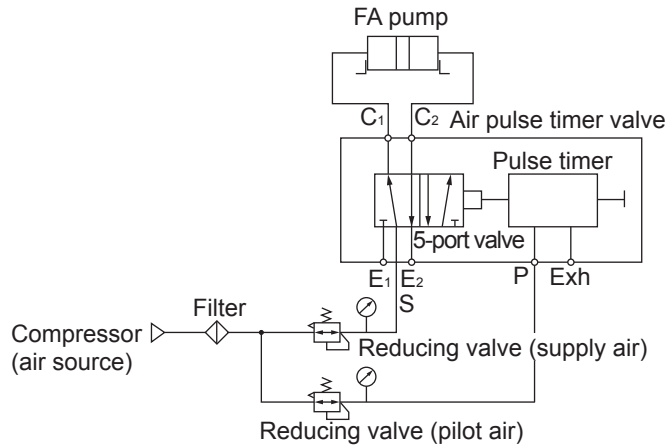 FA pump
C1 C2
Air pulse timer valve
Pulse timer
5-port valve
E1 E2 P Exh
S
Filter
Compressor
(air source)
Reducing valve (supply air)
Reducing valve (pilot air)